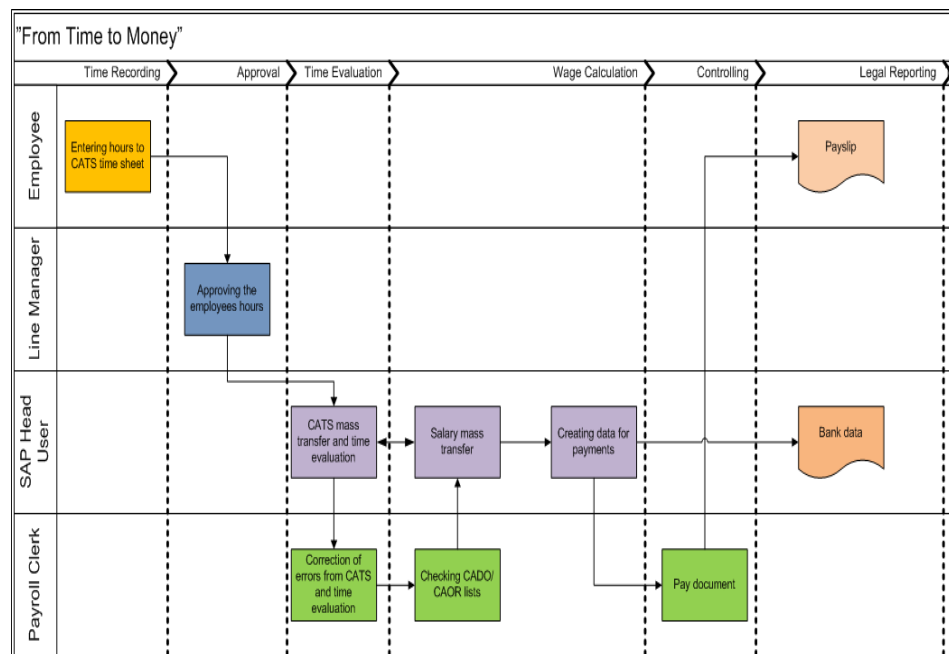 "From Time to Money"
Time Recording
Approval
Time Evaluation
Wage Calculation
Controlling
Legal Reporting
Employee
Entering hours to
CATS time sheet
Payslip
Line Manager
Approving the
employees hours
SAP Head
User
CATS mass
transfer and time
evaluation
Salary mass
transfer
Creating data for
payments
Bank data
Payroll Clerk
Correction of
errors from CATS
and time
evaluation
Checking CADO/
CAOR lists
Pay document